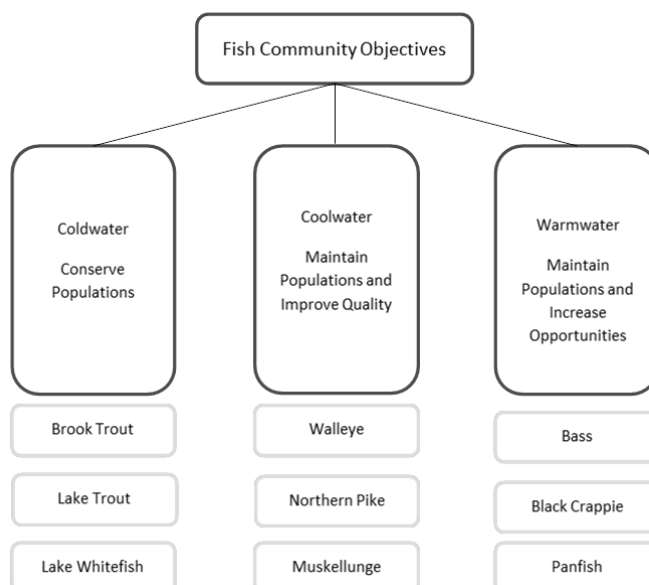 Fish Community Objectives
Coldwater
Conserve
Populations
Coolwater
Maintain
Populations and
Improve Quality
Warmwater
Maintain
Populations and
Increase
Opportunities
Brook Trout
Lake Trout
Lake Whitefish
Walleye
Northern Pike
Muskellunge
Bass
Black Crappie
Panfish